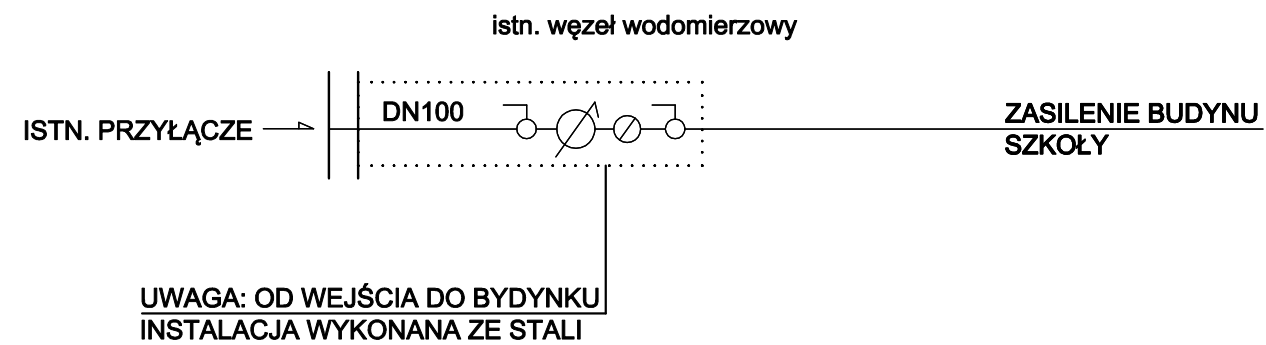 istn. węzeł wodomierzowy
DN100
ISTN. PRZYŁĄCZE
ZASILENIE BUDYNU
SZKOŁY
UWAGA: OD WEJŚCIA DO BYDYNKU
INSTALACJA WYKONANA ZE STALI